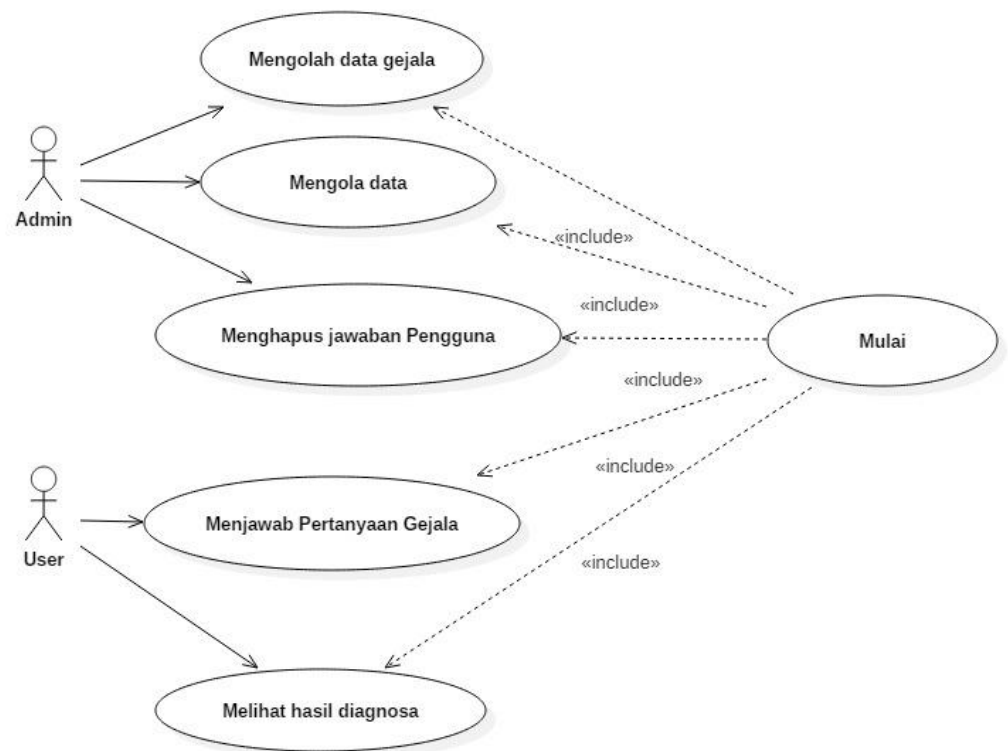 Mengolah data gejala
Mengola data
Admin
«include»
«include»
Menghapus jawaban Pengguna
Mulai
«include»
«include»
Menjawab Pertanyaan Gejala
User
«include»
Melihat hasil diagnosa